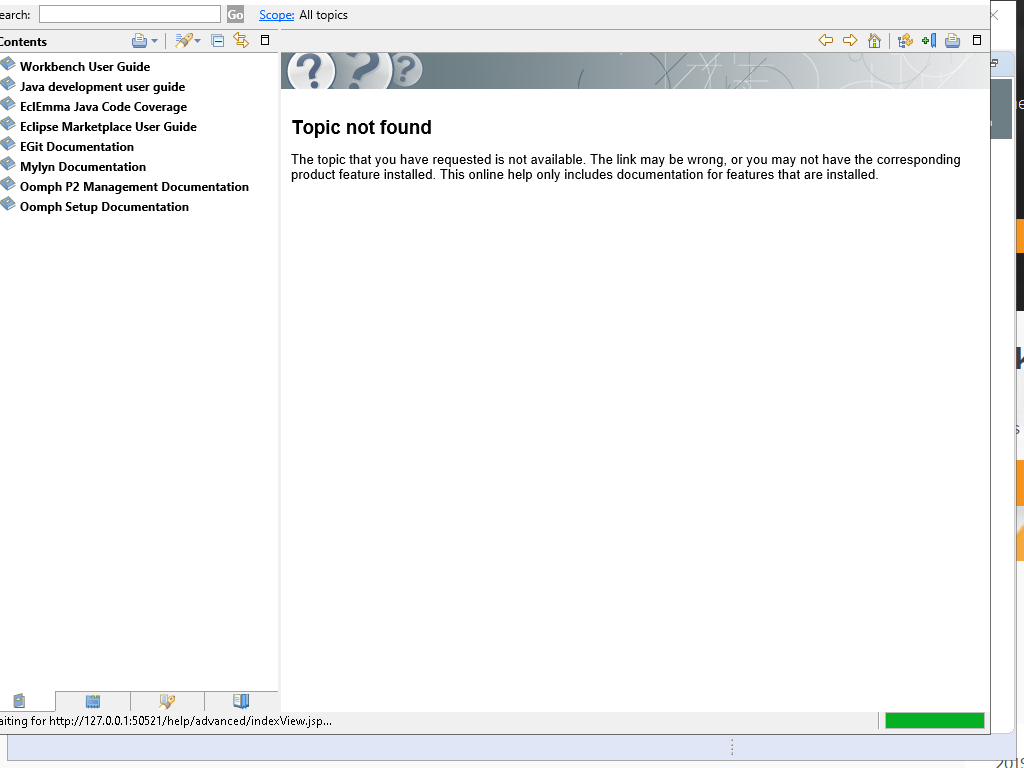 earch:
Go
Scope: All topics
Contents
Workbench User Guide
Java development user guide
EclEmma Java Code Coverage
Eclipse Marketplace User Guide
EGit Documentation
Mylyn Documentation
Oomph P2 Management Documentation
Oomph Setup Documentation
Topic not found
The topic that you have requested is not available. The link may be wrong, or you may not have the corresponding
product feature installed. This online help only includes documentation for features that are installed.
aiting for http://127.0.0.1:50521/help/advanced/indexView.jsp...
2019